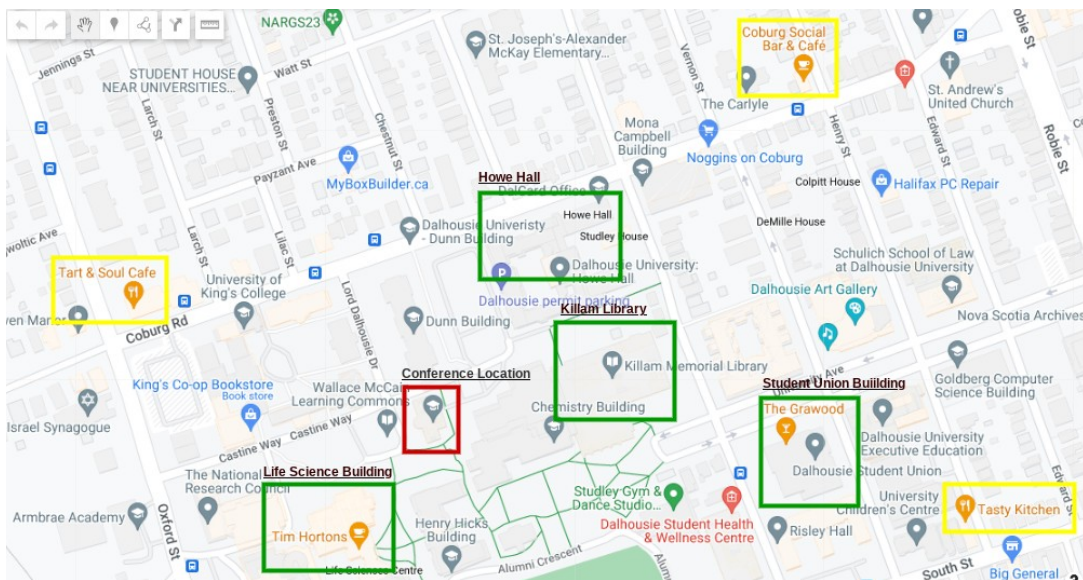 NARGS23
Jennings St
Watt St
STUDENT HOUSE
NEAR UNIVERSITIES...
St. Joseph's-Alexander
McKay Elementary...
Vernon St
Coburg Social
Bar & Café
The Carlyle
Robie St
St. Andrew's
United Church
Larch St
Preston St
Chestnut St
Mona
Campbell
Building
Noggins on Coburg
Henry St
Edward St
Robie St
Payzant Ave
MyBoxBuilder.ca
Howe Hall
DalCard Office
Howe Hall
Studley House
Colpitt House
Halifax PC Repair
DeMille House
Dalhousie Univeristy
- Dunn Building
Larch St
Lilac St
Tart & Soul Cafe
University of
King's College
Lord Dalhousie Dr
Dalhousie University:
Howe Hall
Dalhousie permit parking
Schulich School of Law
at Dalhousie University
Dalhousie Art Gallery
Nova Scotia Archives
Coburg Rd
Dunn Building
Killam Library
Killam Memorial Library
University Ave
Goldberg Computer
Science Building
King's Co-op Bookstore
Book store
Wallace McCain
Learning Commons
Conference Location
Chemistry Building
Student Union Buiilding
The Grawood
Israel Synagogue
Castine Way
Castine Way
Dalhousie University
Executive Education
Dalhousie Student Union
The National
Research Council
Life Science Building
Armbrae Academy
Oxford St
Tim Hortons
Henry Hicks
Building
Studley Gym &
Dance Studio...
Dalhousie Student Health
& Wellness Centre
Risley Hall
University
Children's Centre
Tasty Kitchen
Edward St
Life Sciences Centre
Alumni Crescent
South St
Big General